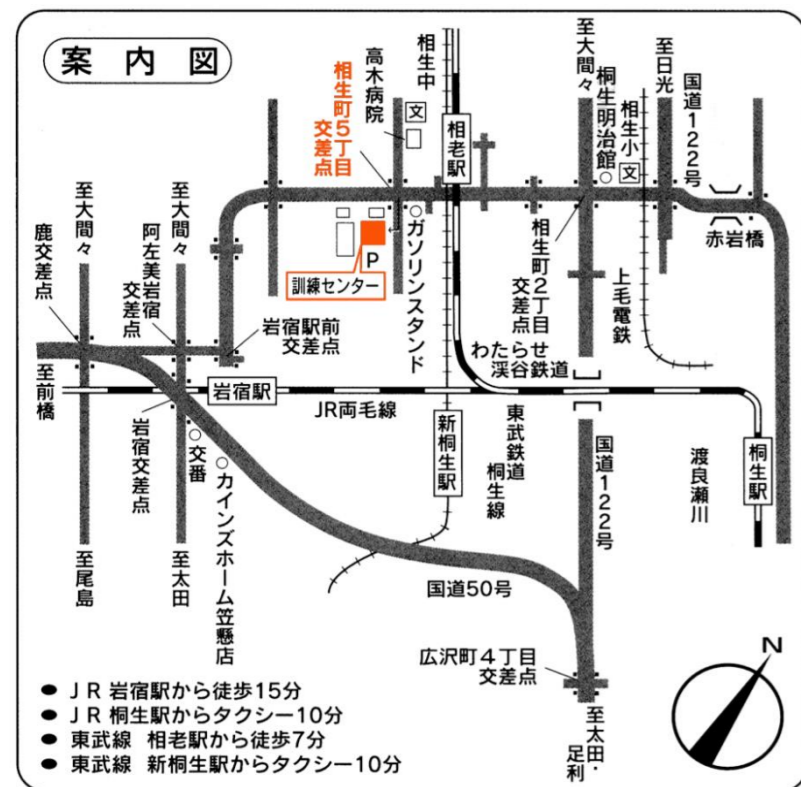 案内図
相生町5丁目
交差点
高木病院
相生中
文
相老駅
至大間々
桐生明治館
相生小
文
至日光
国道122号
赤岩橋
至大間々
鹿交差点
至大間々
阿左美岩宿
交差点
岩宿駅前
交差点
P
訓練センター
ガソリンスタンド
相生町2丁目
交差点
上毛電鉄
わたらせ
渓谷鉄道
至前橋
岩宿駅
JR両毛線
岩宿交差点
交番
カインズホーム笠懸店
新桐生駅
東武鉄道
桐生線
国道122号
渡良瀬川
桐生駅
至尾島
至太田
国道50号
広沢町4丁目
交差点
至太田・
足利
N
● JR 岩宿駅から徒歩15分
● JR 桐生駅からタクシー10分
● 東武線 相老駅から徒歩7分
● 東武線 新桐生駅からタクシー10分